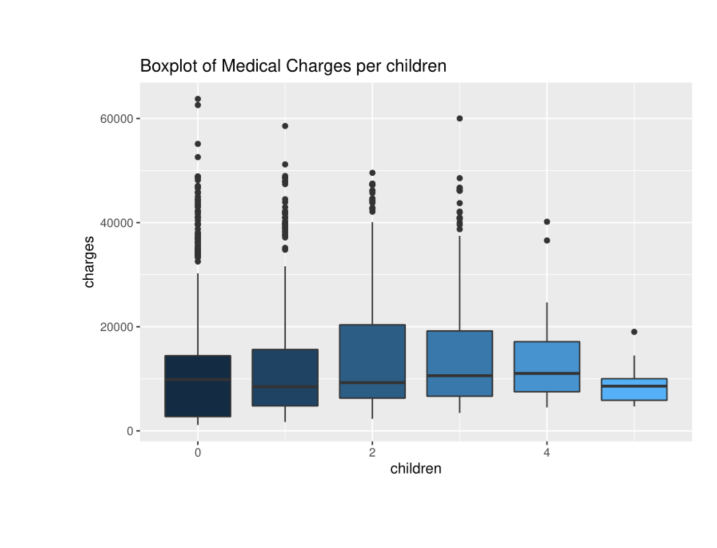 Boxplot of Medical Charges per children
60000
40000
charges
20000
0
0 2 4
children